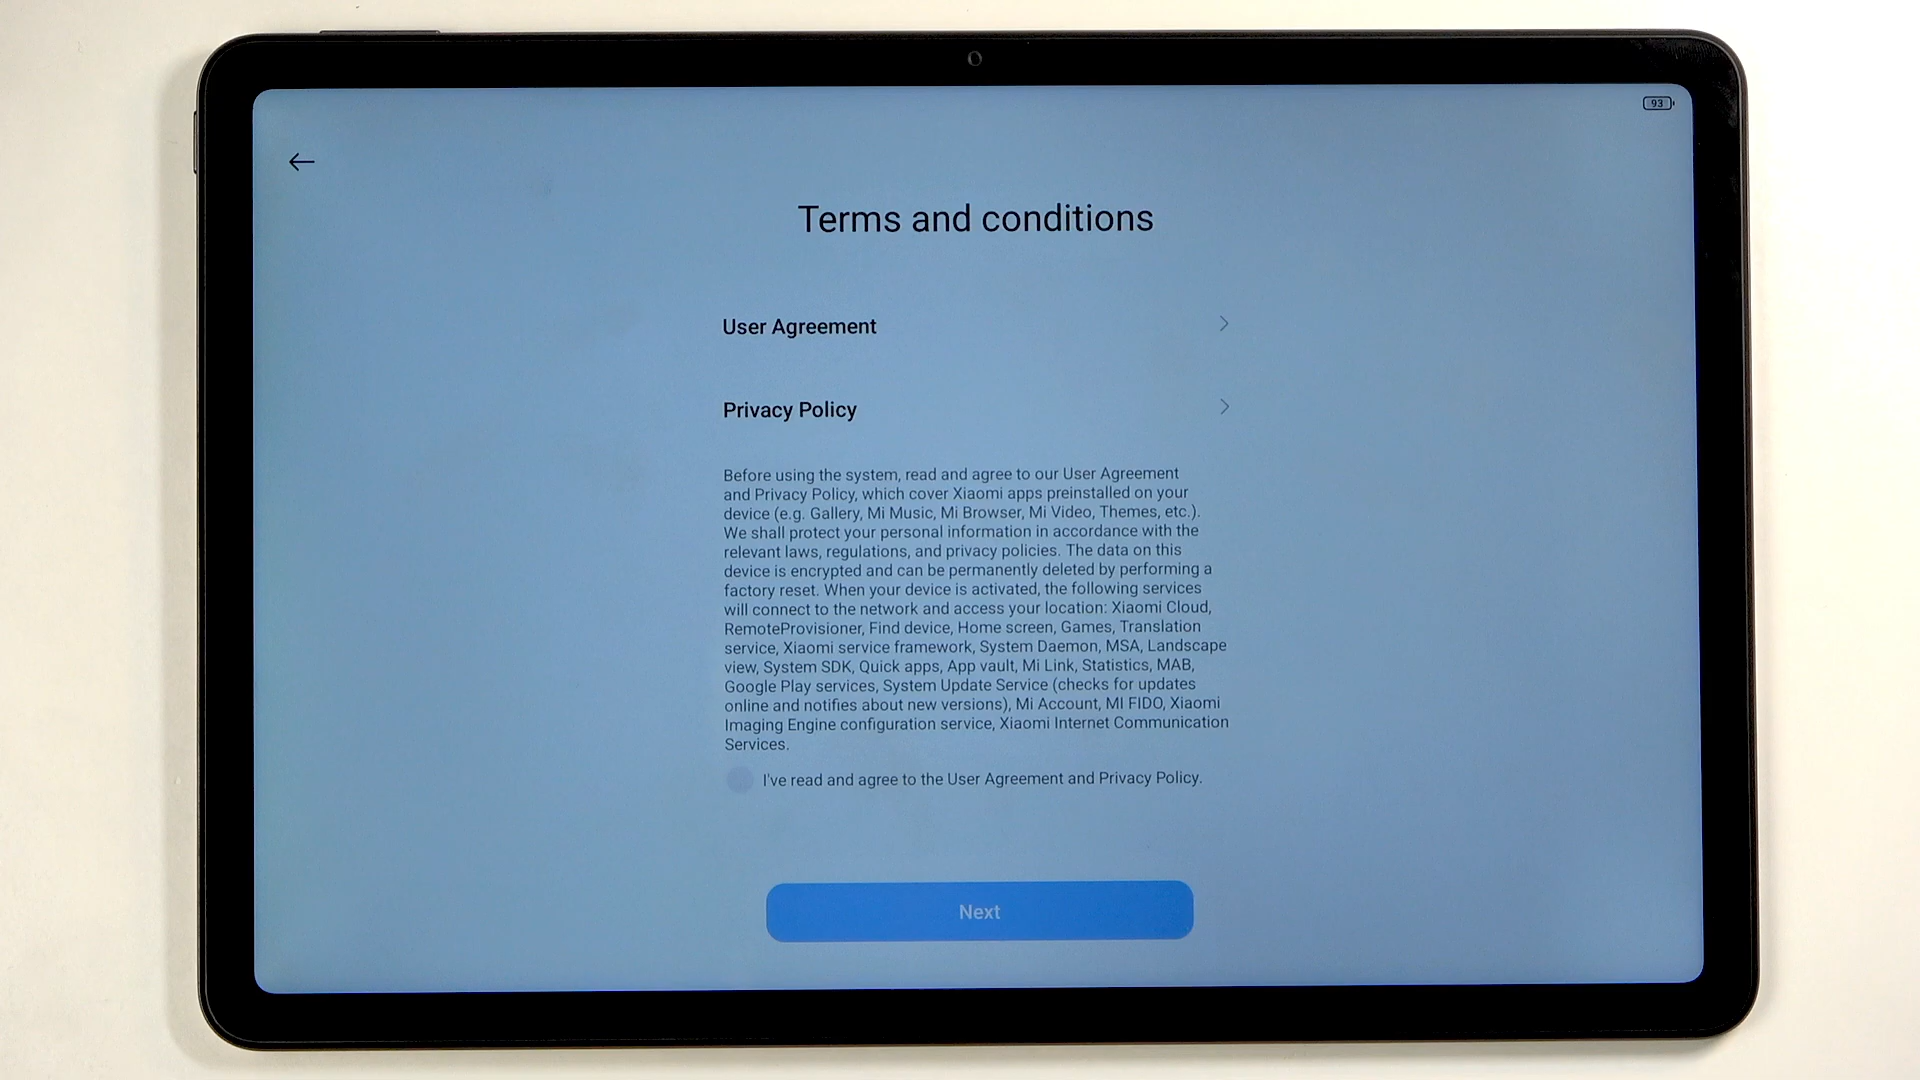 93
Terms and conditions
User Agreement
Privacy Policy
Before using the system, read and agree to our User Agreement
and Privacy Policy, which cover Xiaomi apps preinstalled on your
device (e.g. Gallery, Mi Music, Mi Browser, Mi Video, Themes, etc.).
We shall protect your personal information in accordance with the
relevant laws, regulations, and privacy policies. The data on this
device is encrypted and can be permanently deleted by performing a
factory reset. When your device is activated, the following services
will connect to the network and access your location: Xiaomi Cloud,
RemoteProvisioner, Find device, Home screen, Games, Translation
service, Xiaomi service framework, System Daemon, MSA, Landscape
view, System SDK, Quick apps, App vault, Mi Link, Statistics, MAB,
Google Play services, System Update Service (checks for updates
online and notifies about new versions), Mi Account, MI FIDO, Xiaomi
Imaging Engine configuration service, Xiaomi Internet Communication
Services.
I've read and agree to the User Agreement and Privacy Policy.
Next